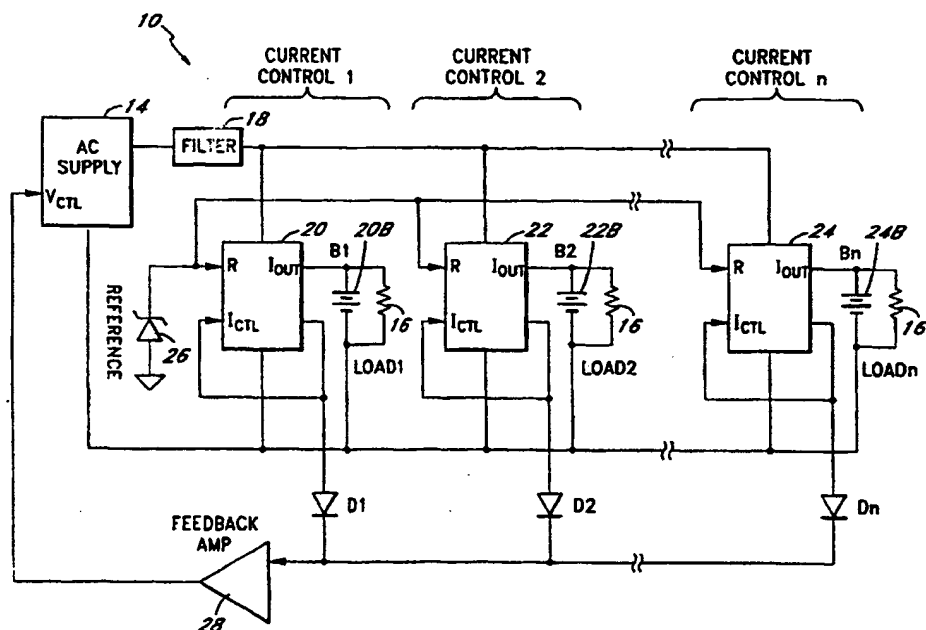 10
CURRENT
CONTROL 1
CURRENT
CONTROL 2
CURRENT
CONTROL n
14
AC
SUPPLY
VCTL
18
FILTER
20
R
IOUT
ICTL
B1
20B
16
LOAD1
22
R
IOUT
ICTL
B2
22B
16
LOAD2
24
R
IOUT
ICTL
Bn
24B
16
LOADn
REFERENCE
26
D1
D2
Dn
FEEDBACK
AMP
28